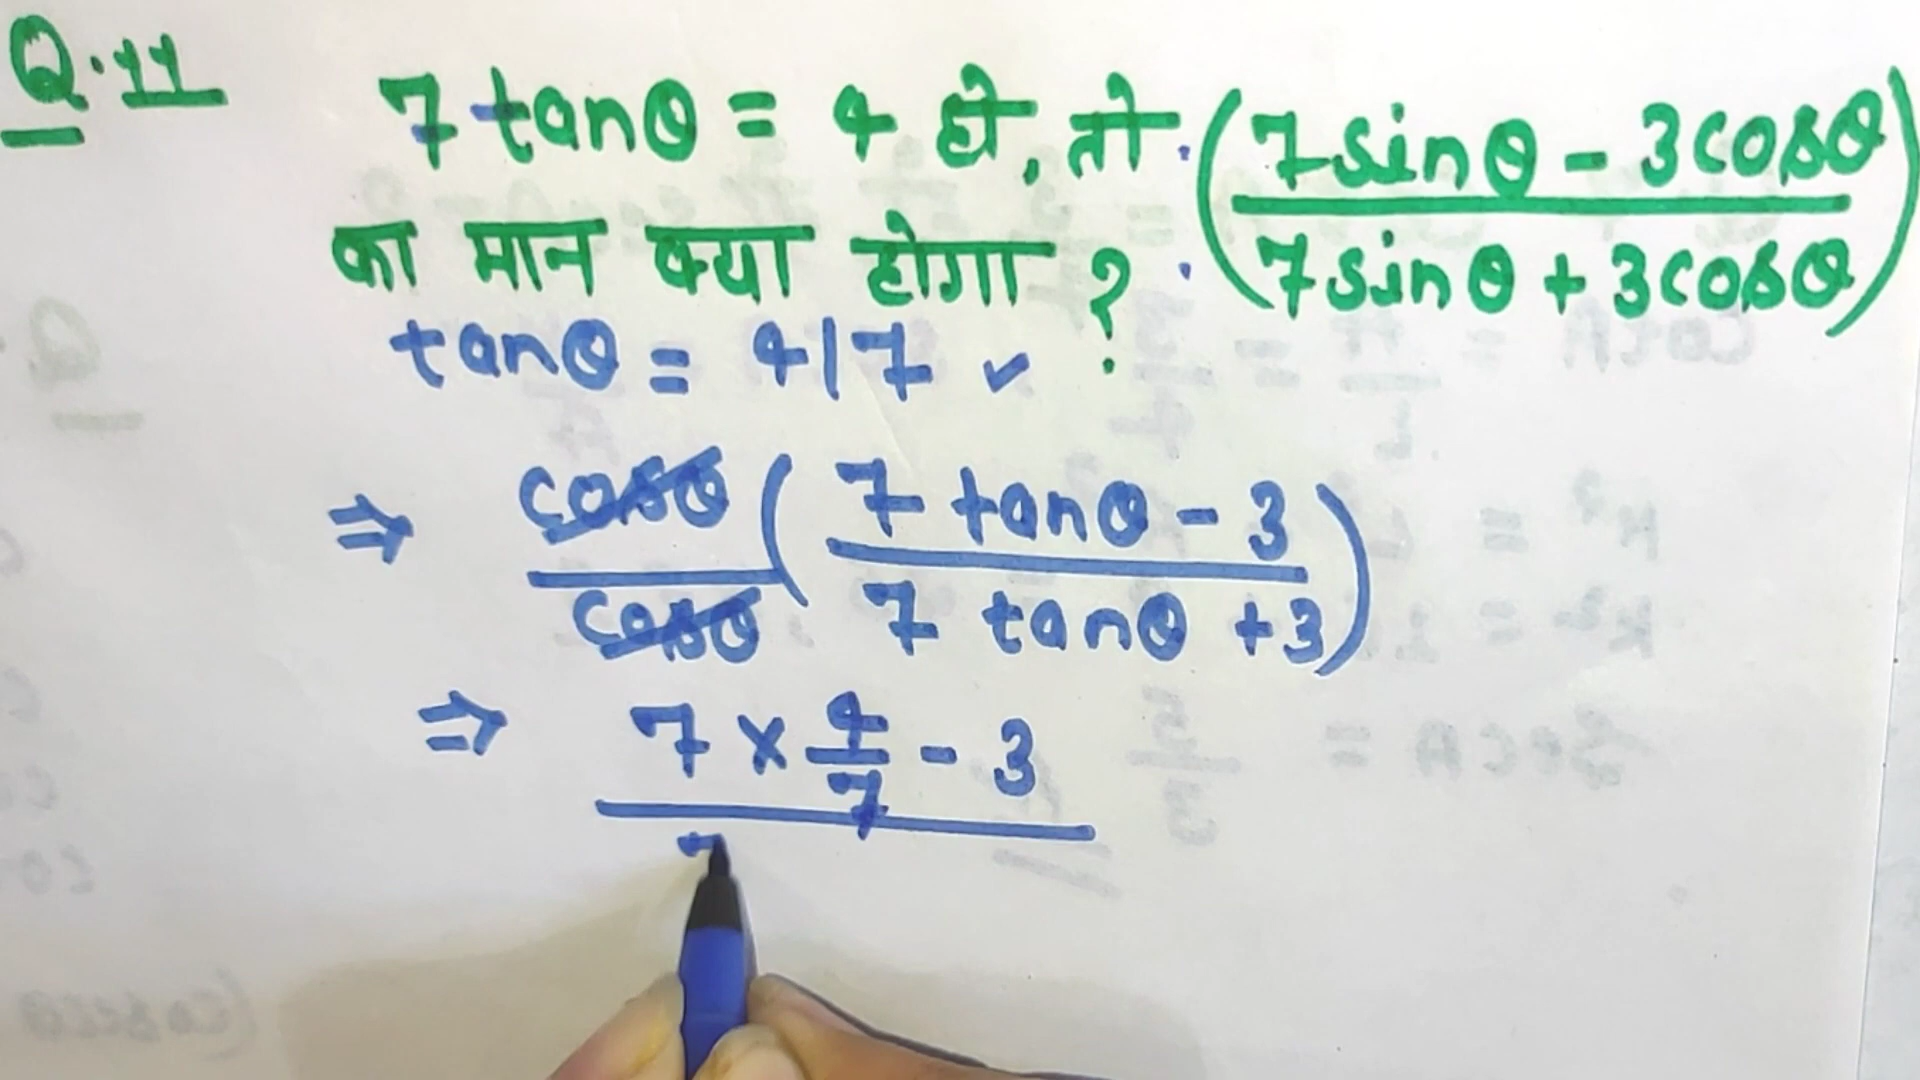 Q.11
7 tanθ = 4 हो, तो (7sinθ - 3cosθ / 7sinθ + 3cosθ)
का मान क्या होगा ?
tanθ = 4/7 ✓
⇒ cosθ/cosθ (7 tanθ - 3 / 7 tanθ + 3)
⇒ 7 × 4/7 - 3